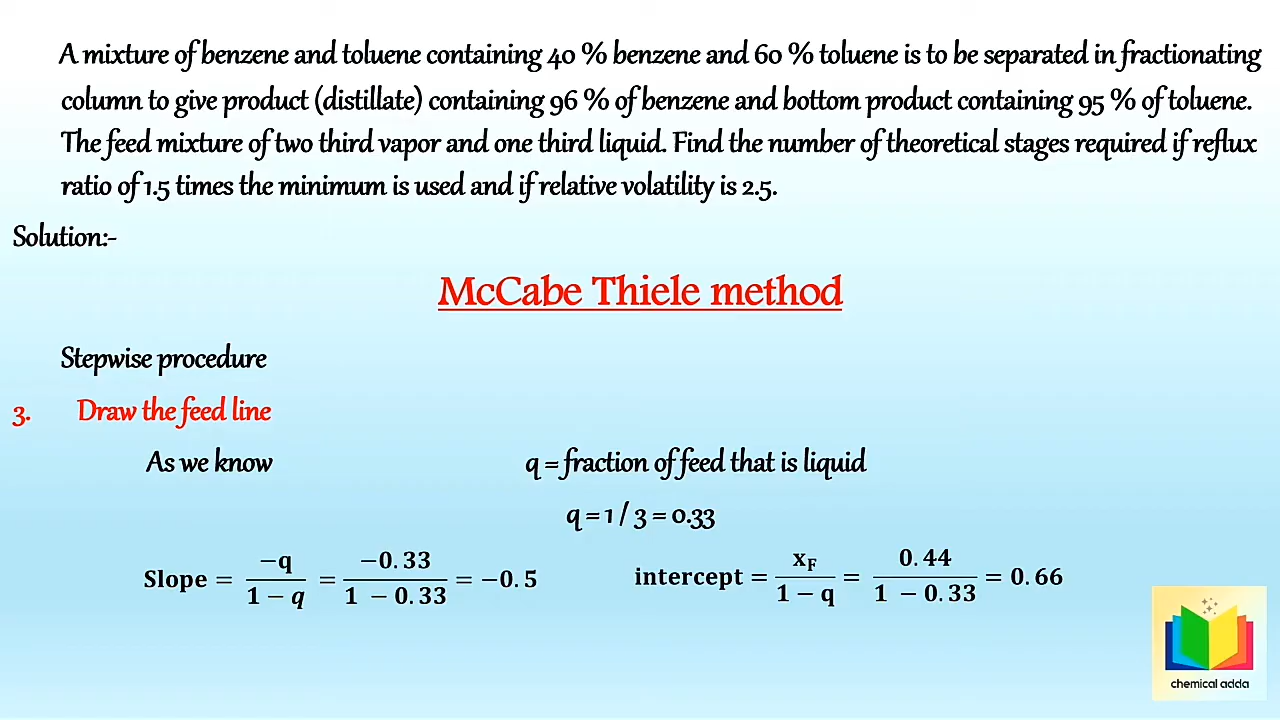 A mixture of benzene and toluene containing 40 % benzene and 60 % toluene is to be separated in fractionating
column to give product (distillate) containing 96 % of benzene and bottom product containing 95 % of toluene.
The feed mixture of two third vapor and one third liquid. Find the number of theoretical stages required if reflux
ratio of 1.5 times the minimum is used and if relative volatility is 2.5.
Solution:-
McCabe Thiele method
Stepwise procedure
3. Draw the feed line
As we know q = fraction of feed that is liquid
q = 1 / 3 = 0.33
Slope = −q / 1 − q = −0.33 / 1 − 0.33 = −0.5
intercept = xF / 1 − q = 0.44 / 1 − 0.33 = 0.66
chemical adda